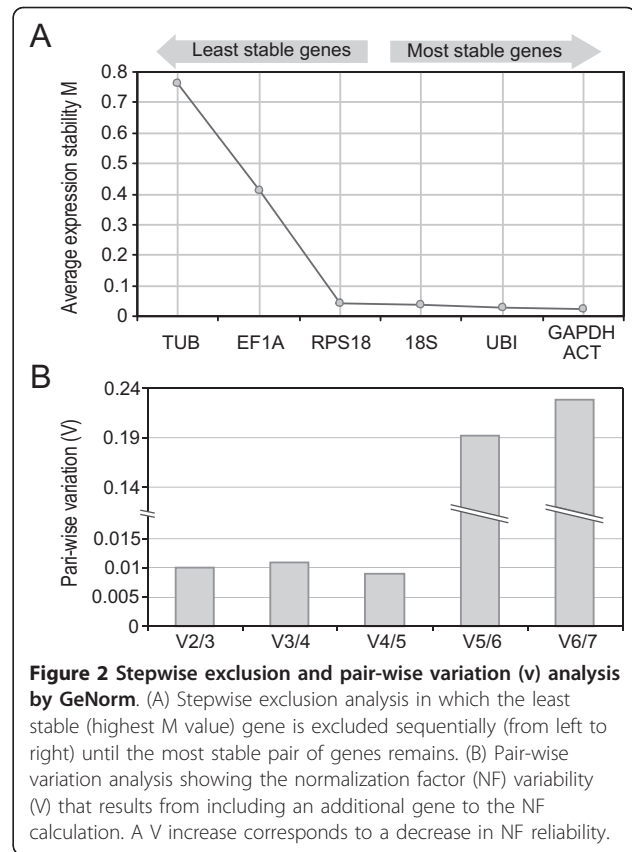 A
Least stable genes
Most stable genes
Average expression stability M
0.8
0.7
0.6
0.5
0.4
0.3
0.2
0.1
0
TUB EF1A RPS18 18S UBI GAPDH
ACT
B
Pari-wise variation (V)
0.24
0.19
0.14
0.015
0.01
0.005
0
V2/3 V3/4 V4/5 V5/6 V6/7
Figure 2 Stepwise exclusion and pair-wise variation (v) analysis
by GeNorm. (A) Stepwise exclusion analysis in which the least
stable (highest M value) gene is excluded sequentially (from left to
right) until the most stable pair of genes remains. (B) Pair-wise
variation analysis showing the normalization factor (NF) variability
(V) that results from including an additional gene to the NF
calculation. A V increase corresponds to a decrease in NF reliability.